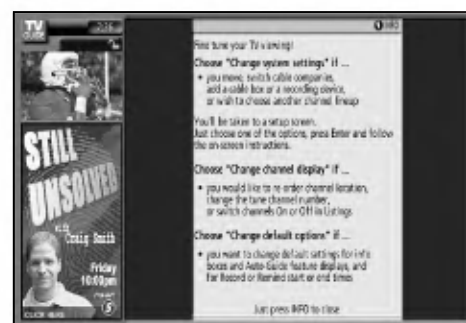 TV
GUIDE
2:36
INFO
Fine tune your TV viewing!
Choose "Change system settings" if ...
• you move, switch cable companies,
add a cable box or a recording device,
or wish to choose another channel lineup
You'll be taken to a setup screen.
Just choose one of the options, press Enter and follow
the on-screen instructions.
Choose "Change channel display" if ...
• you would like to re-order channel location,
change the tune channel number,
or switch channels On or Off in Listings
Choose "Change default options" if ...
• you want to change default settings for info
boxes and Auto Guide feature displays, and
for Record or Remind start or end times
Just press INFO to close
STILL
UNSOLVED
with
Craig Smith
Friday
10:00pm
5
CLICK HERE